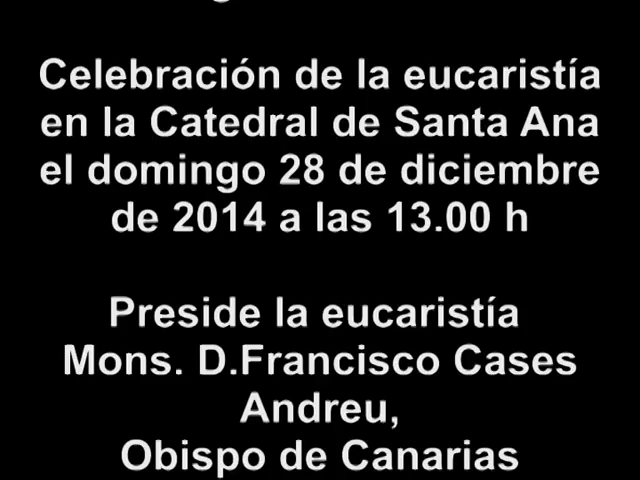 Celebración de la eucaristía
en la Catedral de Santa Ana
el domingo 28 de diciembre
de 2014 a las 13.00 h
Preside la eucaristía
Mons. D.Francisco Cases
Andreu,
Obispo de Canarias